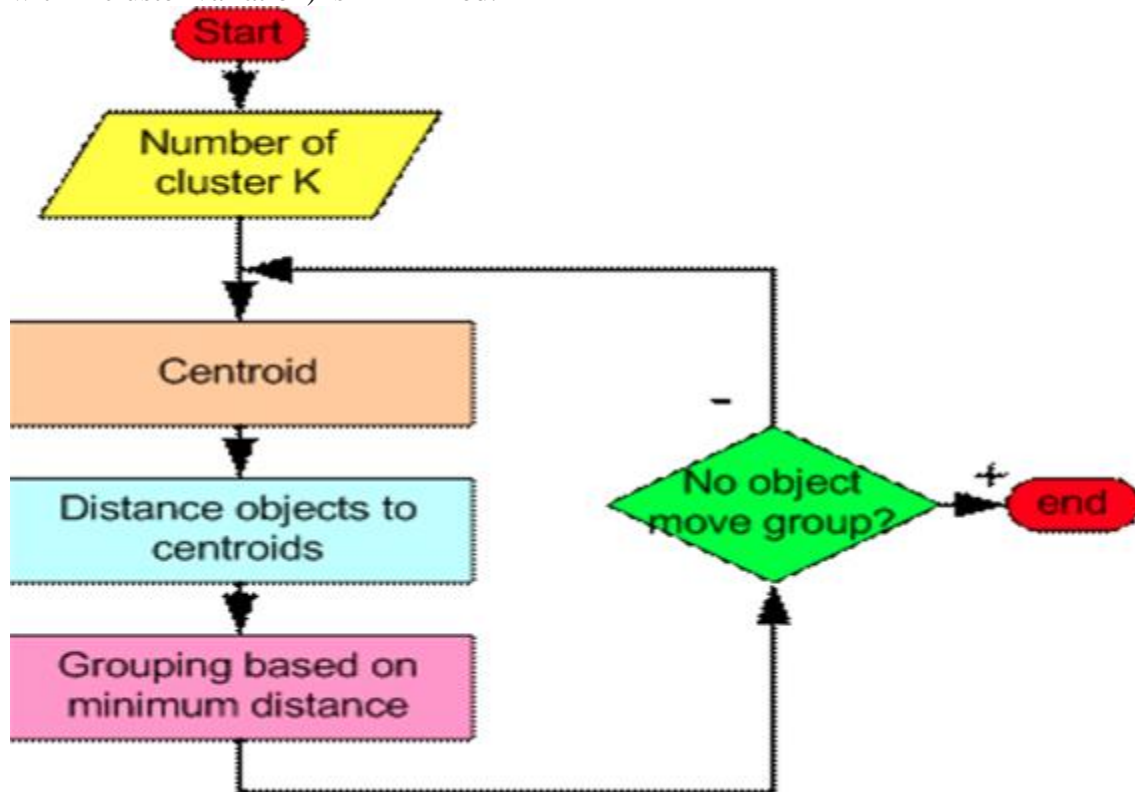 Start
Number of
cluster K
Centroid
Distance objects to
centroids
Grouping based on
minimum distance
-
No object
move group?
+
end